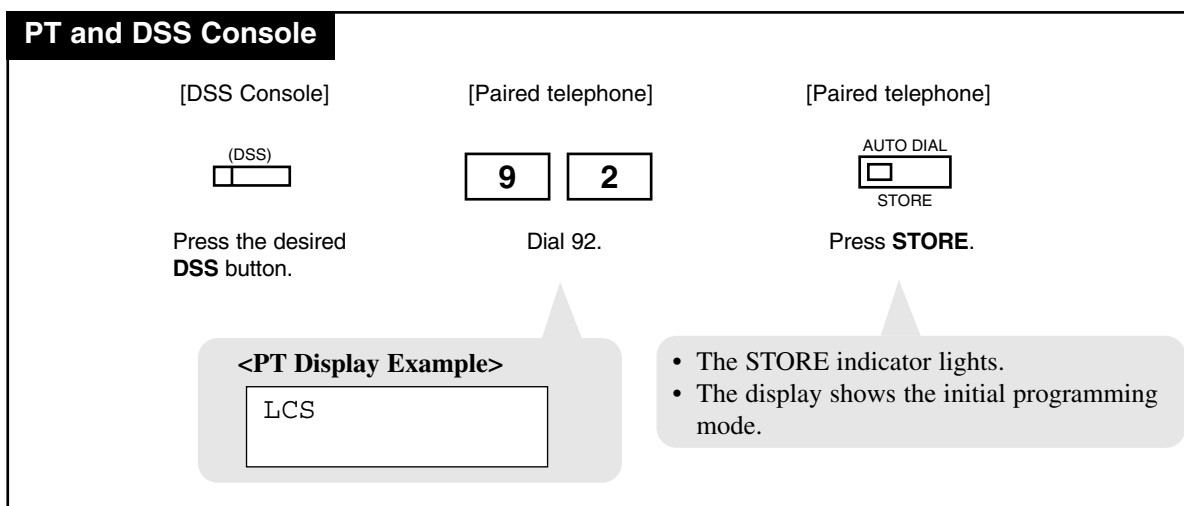 PT and DSS Console
[DSS Console]
(DSS)
Press the desired
DSS button.
[Paired telephone]
9 2
Dial 92.
[Paired telephone]
AUTO DIAL
STORE
Press STORE.
<PT Display Example>
LCS
• The STORE indicator lights.
• The display shows the initial programming
mode.